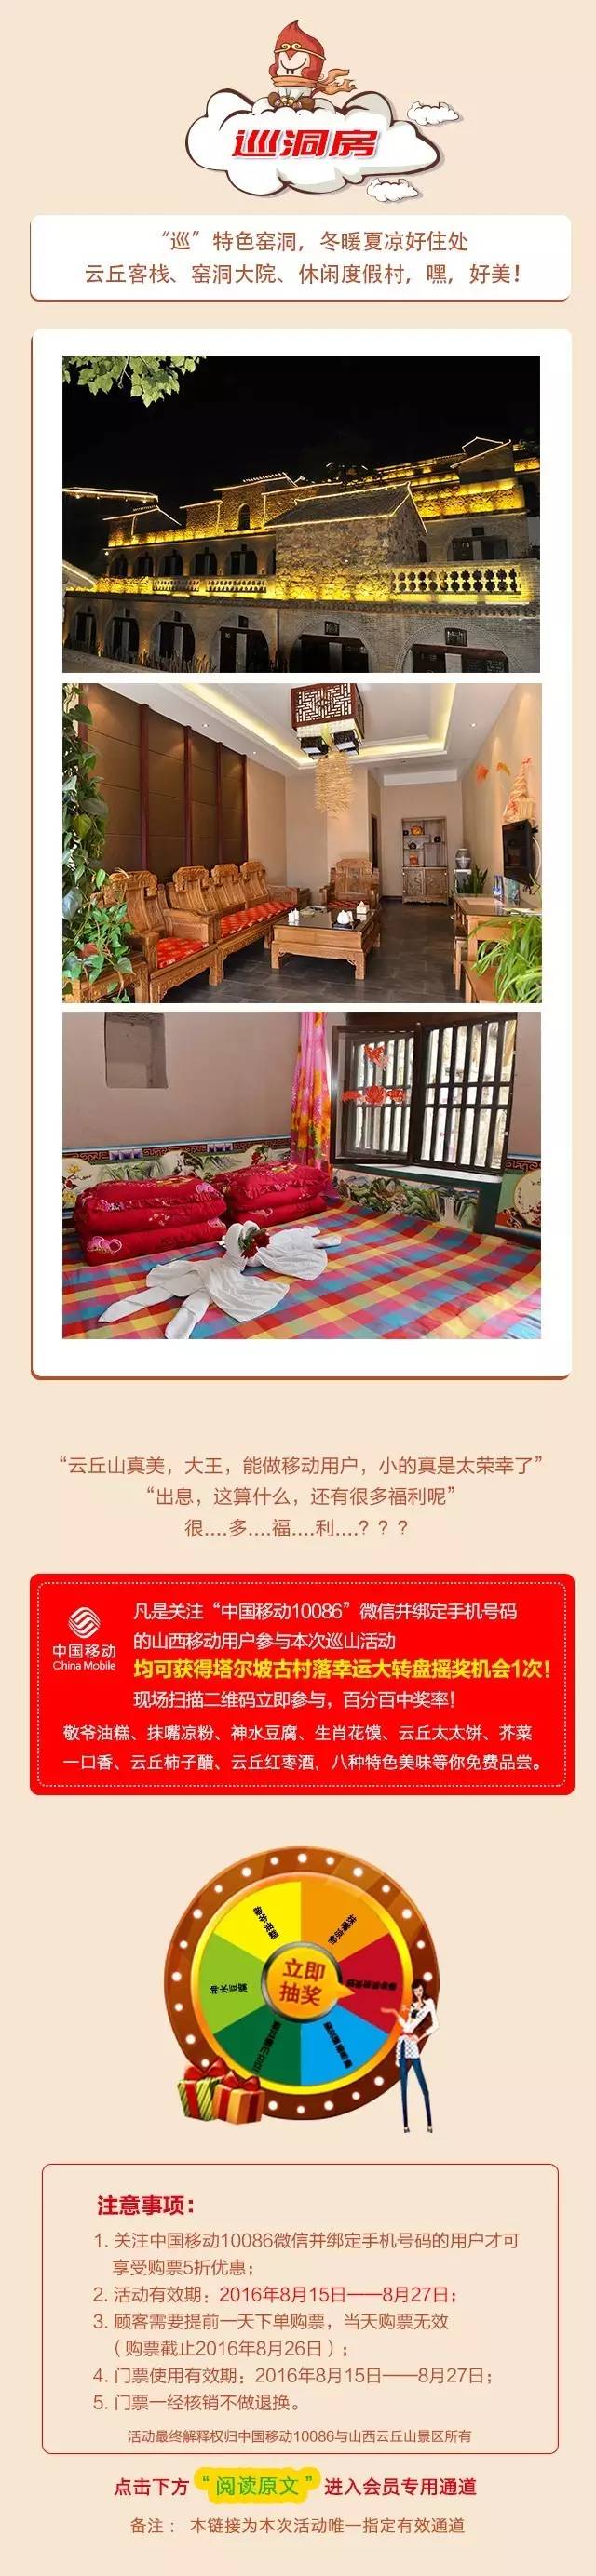 巡洞房
“巡”特色窑洞，冬暖夏凉好住处
云丘客栈、窑洞大院、休闲度假村，嘿，好美！
“云丘山真美，大王，能做移动用户，小的真是太荣幸了”
“出息，这算什么，还有很多福利呢”
很....多....福....利....？？？
中国移动
China Mobile
凡是关注“中国移动10086”微信并绑定手机号码
的山西移动用户参与本次巡山活动
均可获得塔尔坡古村落幸运大转盘摇奖机会1次！
现场扫描二维码立即参与，百分百中奖率！
敬爷油糕、抹嘴凉粉、神水豆腐、生肖花馍、云丘太太饼、芥菜
一口香、云丘柿子醋、云丘红枣酒，八种特色美味等你免费品尝。
敬爷油糕
抹嘴凉粉
神水豆腐
立即
抽奖
注意事项：
1. 关注中国移动10086微信并绑定手机号码的用户才可
享受购票5折优惠；
2. 活动有效期：2016年8月15日——8月27日；
3. 顾客需要提前一天下单购票，当天购票无效
（购票截止2016年8月26日）；
4. 门票使用有效期：2016年8月15日——8月27日；
5. 门票一经核销不做退换。
活动最终解释权归中国移动10086与山西云丘山景区所有
点击下方“阅读原文”进入会员专用通道
备注： 本链接为本次活动唯一指定有效通道